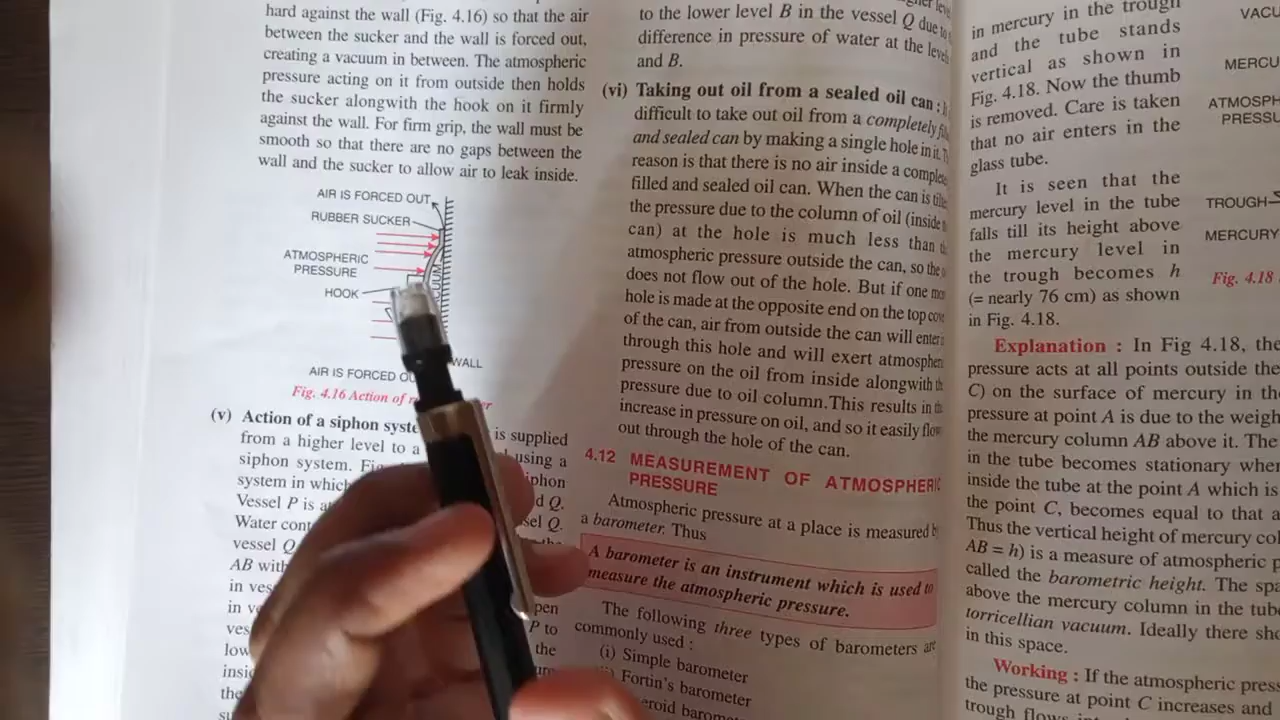 hard against the wall (Fig. 4.16) so that the air
between the sucker and the wall is forced out,
creating a vacuum in between. The atmospheric
pressure acting on it from outside then holds
the sucker alongwith the hook on it firmly
against the wall. For firm grip, the wall must be
smooth so that there are no gaps between the
wall and the sucker to allow air to leak inside.
AIR IS FORCED OUT
RUBBER SUCKER
ATMOSPHERIC
PRESSURE
HOOK
WALL
AIR IS FORCED
Fig. 4.16 Action of
(v) Action of a siphon
from a higher level to a is supplied
siphon system. using a
system in which
Vessel P is
Water
vessel Q
AB
in
in
the
P to
the
to the lower level B in the vessel Q due to
difference in pressure of water at the
and B.
(vi) Taking out oil from a sealed oil can :
difficult to take out oil from a completely
and sealed can by making a single hole in it.
reason is that there is no air inside a
filled and sealed oil can. When the can is
the pressure due to the column of oil (inside
can) at the hole is much less than
atmospheric pressure outside the can, so the
does not flow out of the hole. But if one
hole is made at the opposite end on the top
of the can, air from outside the can will enter
through this hole and will exert
pressure on the oil from inside alongwith
pressure due to oil column. This results in
increase in pressure on oil, and so it easily
out through the hole of the can.
4.12 MEASUREMENT OF ATMOSPHERIC
PRESSURE
Atmospheric pressure at a place is measured
a barometer. Thus
A barometer is an instrument which is used to
measure the atmospheric pressure.
The following three types of barometers are
commonly used :
(i) Simple barometer
Fortin's barometer
in mercury in the trough
and the tube stands
vertical as shown in
Fig. 4.18. Now the thumb
is removed. Care is taken
that no air enters in the
glass tube.
It is seen that the
mercury level in the tube
falls till its height above
the mercury level in
the trough becomes h
(= nearly 76 cm) as shown
in Fig. 4.18.
TROUGH
MERCURY
Fig. 4.18
Explanation : In Fig 4.18, the
pressure acts at all points outside the
C) on the surface of mercury in the
pressure at point A is due to the
the mercury column AB above it. The
in the tube becomes stationary
inside the tube at the point A which is
the point C, becomes equal to that
Thus the vertical height of mercury
AB = h) is a measure of atmospheric
called the barometric height. The
above the mercury column in the
torricellian vacuum. Ideally there
in this space.
Working : If the atmospheric
the pressure at point C increases and
trough flows